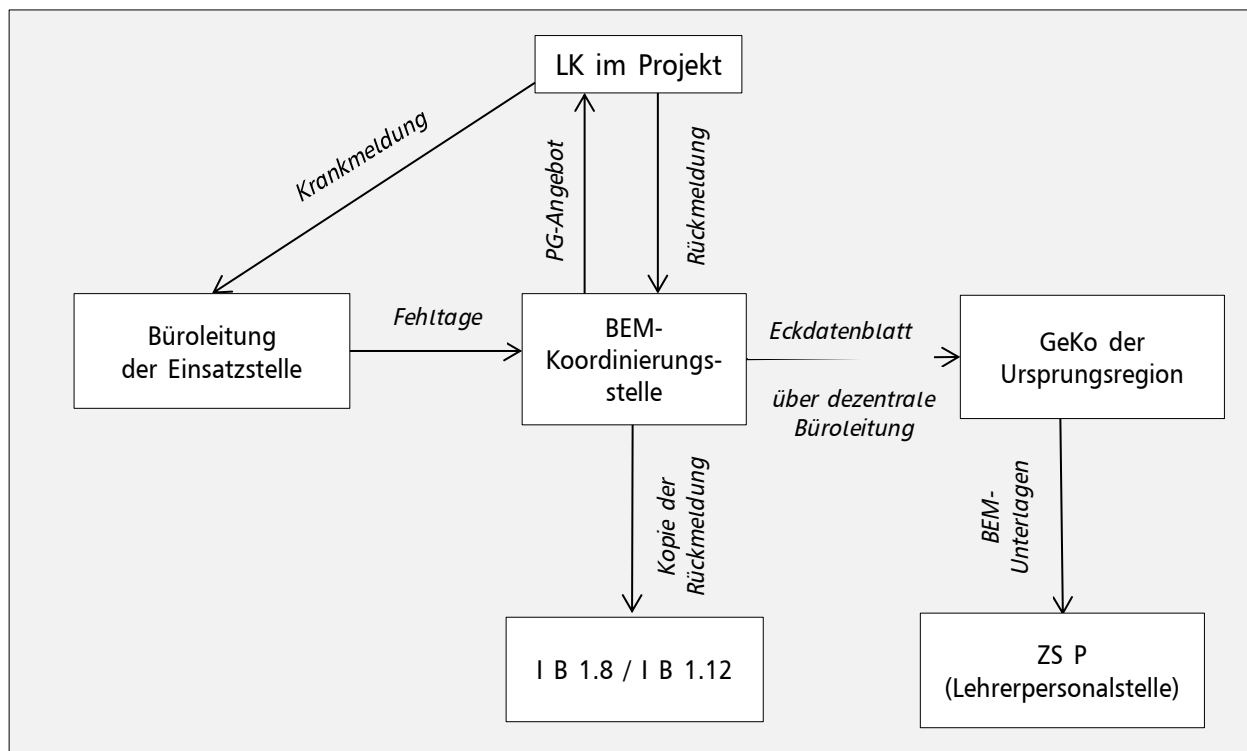 LK im Projekt
Krankmeldung
PG-Angebot
Rückmeldung
Büroleitung
der Einsatzstelle
Fehltage
BEM-
Koordinierungs-
stelle
Eckdatenblatt
über dezentrale
Büroleitung
GeKo der
Ursprungsregion
Kopie der
Rückmeldung
BEM-
Unterlagen
I B 1.8 / I B 1.12
ZS P
(Lehrerpersonalstelle)